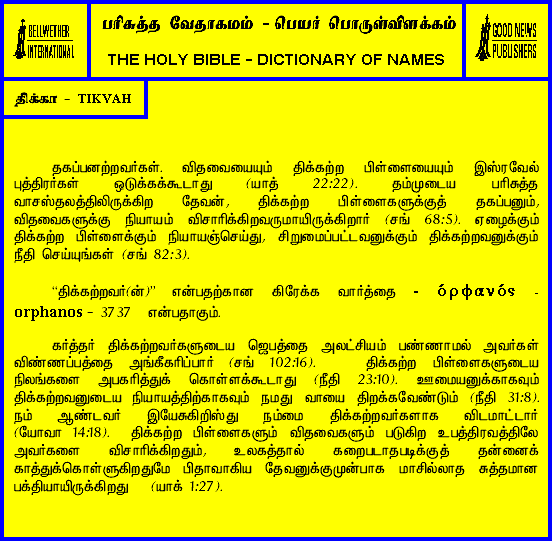 BELLWETHER
INTERNATIONAL
பரிசுத்த வேதாகமம் - பெயர் பொருள்விளக்கம்
THE HOLY BIBLE - DICTIONARY OF NAMES
GOOD NEWS
PUBLISHERS
திக்கா - TIKVAH
தகப்பனற்றவர்கள். விதவையையும் திக்கற்ற பிள்ளையையும் இஸ்ரவேல்
புத்திரர்கள் ஒடுக்கக்கூடாது (யாத் 22:22). தம்முடைய பரிசுத்த
வாசஸ்தலத்திலிருக்கிற தேவன், திக்கற்ற பிள்ளைகளுக்குத் தகப்பனும்,
விதவைகளுக்கு நியாயம் விசாரிக்கிறவருமாயிருக்கிறார் (சங் 68:5). ஏழைக்கும்
திக்கற்ற பிள்ளைக்கும் நியாயஞ்செய்து, சிறுமைப்பட்டவனுக்கும் திக்கற்றவனுக்கும்
நீதி செய்யுங்கள் (சங் 82:3).
“திக்கற்றவர்(ன்)” என்பதற்கான கிரேக்க வார்த்தை - ὀρφανός -
orphanos - 3737 என்பதாகும்.
கர்த்தர் திக்கற்றவர்களுடைய ஜெபத்தை அலட்சியம் பண்ணாமல் அவர்கள்
விண்ணப்பத்தை அங்கீகரிப்பார் (சங் 102:16). திக்கற்ற பிள்ளைகளுடைய
நிலங்களை அபகரித்துக் கொள்ளக்கூடாது (நீதி 23:10). ஊமையனுக்காகவும்
திக்கற்றவனுடைய நியாயத்திற்காகவும் நமது வாயை திறக்கவேண்டும் (நீதி 31:8).
நம் ஆண்டவர் இயேசுகிறிஸ்து நம்மை திக்கற்றவர்களாக விடமாட்டார்
(யோவா 14:18). திக்கற்ற பிள்ளைகளும் விதவைகளும் படுகிற உபத்திரவத்திலே
அவர்களை விசாரிக்கிறதும், உலகத்தால் கறைபடாதபடிக்குத் தன்னைக்
காத்துக்கொள்ளுகிறதுமே பிதாவாகிய தேவனுக்குமுன்பாக மாசில்லாத சுத்தமான
பக்தியாயிருக்கிறது (யாக் 1:27).